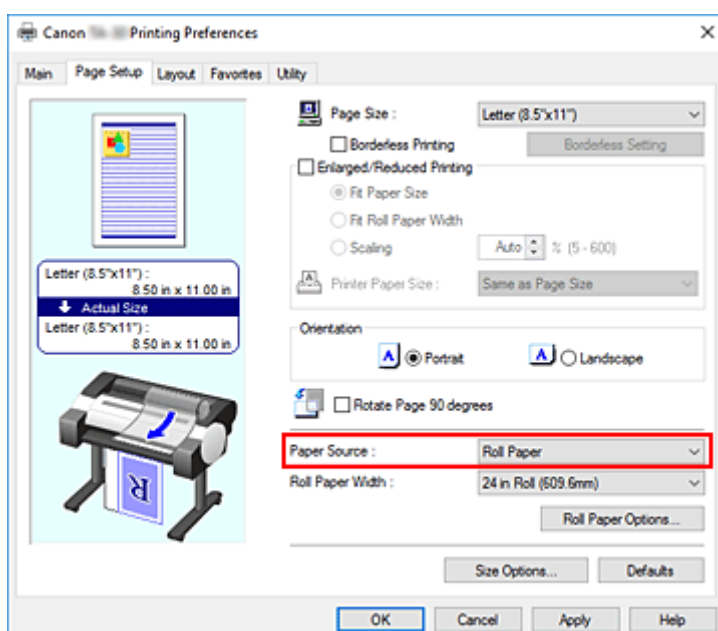 Canon Printing Preferences
Main Page Setup Layout Favorites Utility
Page Size : Letter (8.5"x11")
Borderless Printing Borderless Setting
Enlarged/Reduced Printing
Fit Paper Size
Fit Roll Paper Width
Scaling Auto % (5 - 600)
Printer Paper Size : Same as Page Size
Letter (8.5"x11") :
8.50 in x 11.00 in
Actual Size
Letter (8.5"x11") :
8.50 in x 11.00 in
Orientation
A Portrait A Landscape
Rotate Page 90 degrees
Paper Source : Roll Paper
Roll Paper Width : 24 in Roll (609.6mm)
R
Roll Paper Options...
Size Options... Defaults
OK Cancel Apply Help